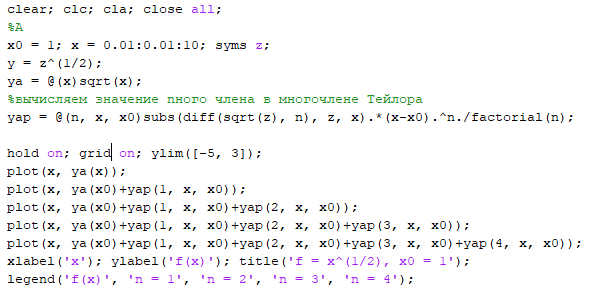 clear; clc; cla; close all;
%A
x0 = 1; x = 0.01:0.01:10; syms z;
y = z^(1/2);
ya = @(x)sqrt(x);
%вычисляем значение nного члена в многочлене Тейлора
yap = @(n, x, x0)subs(diff(sqrt(z), n), z, x).*(x-x0).^n./factorial(n);
hold on; grid on; ylim([-5, 3]);
plot(x, ya(x));
plot(x, ya(x0)+yap(1, x, x0));
plot(x, ya(x0)+yap(1, x, x0)+yap(2, x, x0));
plot(x, ya(x0)+yap(1, x, x0)+yap(2, x, x0)+yap(3, x, x0));
plot(x, ya(x0)+yap(1, x, x0)+yap(2, x, x0)+yap(3, x, x0)+yap(4, x, x0));
xlabel('x'); ylabel('f(x)'); title('f = x^(1/2), x0 = 1');
legend('f(x)', 'n = 1', 'n = 2', 'n = 3', 'n = 4');